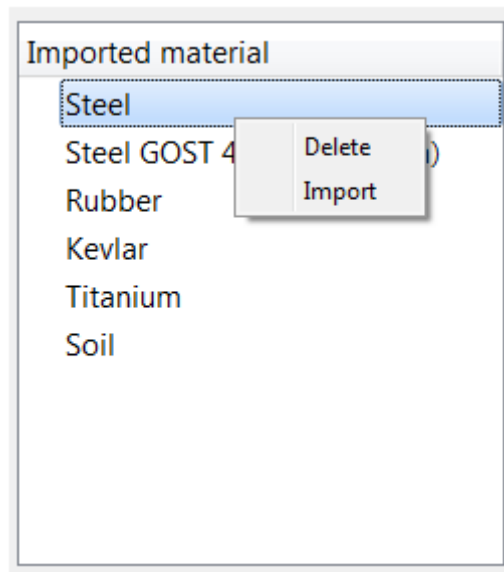 Imported material
Steel
Steel GOST 4
Delete
Import
Rubber
Kevlar
Titanium
Soil